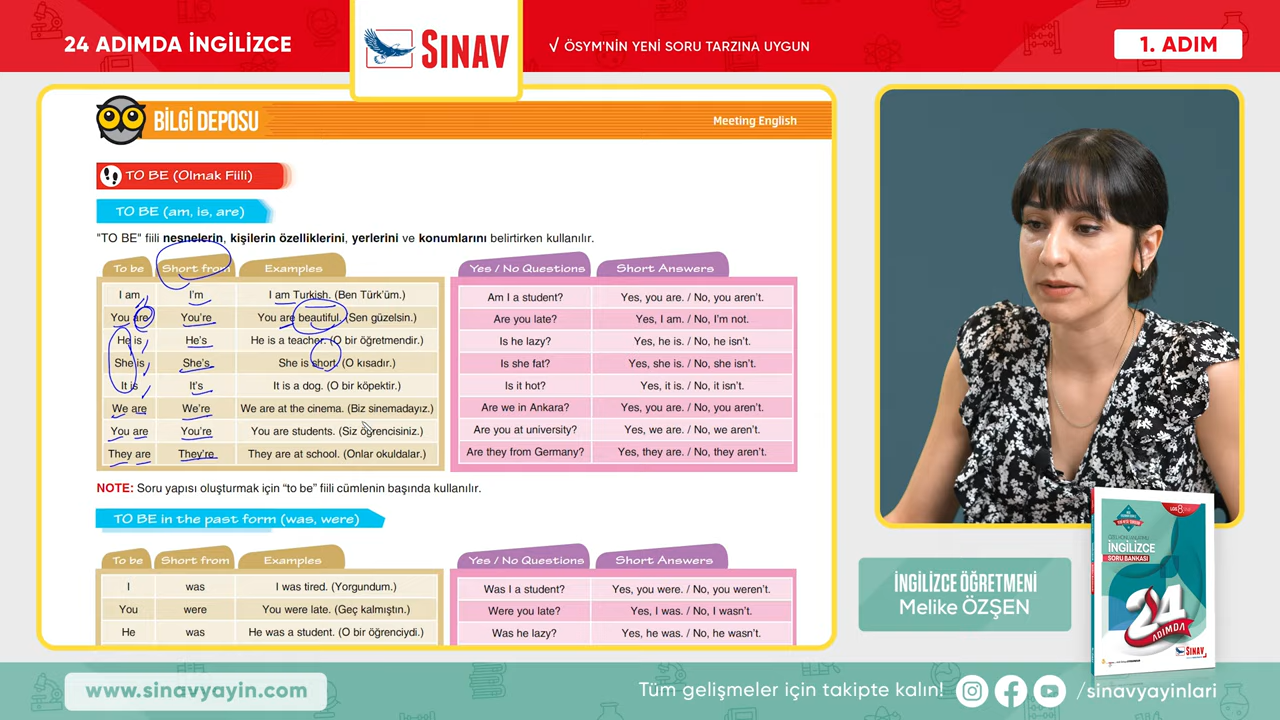 24 ADIMDA İNGİLİZCE
SINAV
√ ÖSYM'NİN YENİ SORU TARZINA UYGUN
1. ADIM
BİLGİ DEPOSU
Meeting English
TO BE (Olmak Fiili)
TO BE (am, is, are)
"TO BE" fiili nesnelerin, kişilerin özelliklerini, yerlerini ve konumlarını belirtirken kullanılır.
To be Short from Examples
I am I'm I am Turkish. (Ben Türk'üm.)
You are You're You are beautiful. (Sen güzelsin.)
He is He's He is a teacher. (O bir öğretmendir.)
She is She's She is short. (O kısadır.)
It is It's It is a dog. (O bir köpektir.)
We are We're We are at the cinema. (Biz sinemadayız.)
You are You're You are students. (Siz öğrencisiniz.)
They are They're They are at school. (Onlar okuldalar.)
Yes / No Questions Short Answers
Am I a student? Yes, you are. / No, you aren't.
Are you late? Yes, I am. / No, I'm not.
Is he lazy? Yes, he is. / No, he isn't.
Is she fat? Yes, she is. / No, she isn't.
Is it hot? Yes, it is. / No, it isn't.
Are we in Ankara? Yes, you are. / No, you aren't.
Are you at university? Yes, we are. / No, we aren't.
Are they from Germany? Yes, they are. / No, they aren't.
NOTE: Soru yapısı oluşturmak için "to be" fiili cümlenin başında kullanılır.
TO BE in the past form (was, were)
To be Short from Examples
I was I was tired. (Yorgundum.)
You were You were late. (Geç kalmıştın.)
He was He was a student. (O bir öğrenciydi.)
Yes / No Questions Short Answers
Was I a student? Yes, you were. / No, you weren't.
Were you late? Yes, I was. / No, I wasn't.
Was he lazy? Yes, he was. / No, he wasn't.
İNGİLİZCE ÖĞRETMENİ
Melike ÖZŞEN
LGS 8
İNGİLİZCE
SORU BANKASI
24
ADIMDA
SINAV
www.sinavyayin.com
Tüm gelişmeler için takipte kalın!
/sinavyayinlari